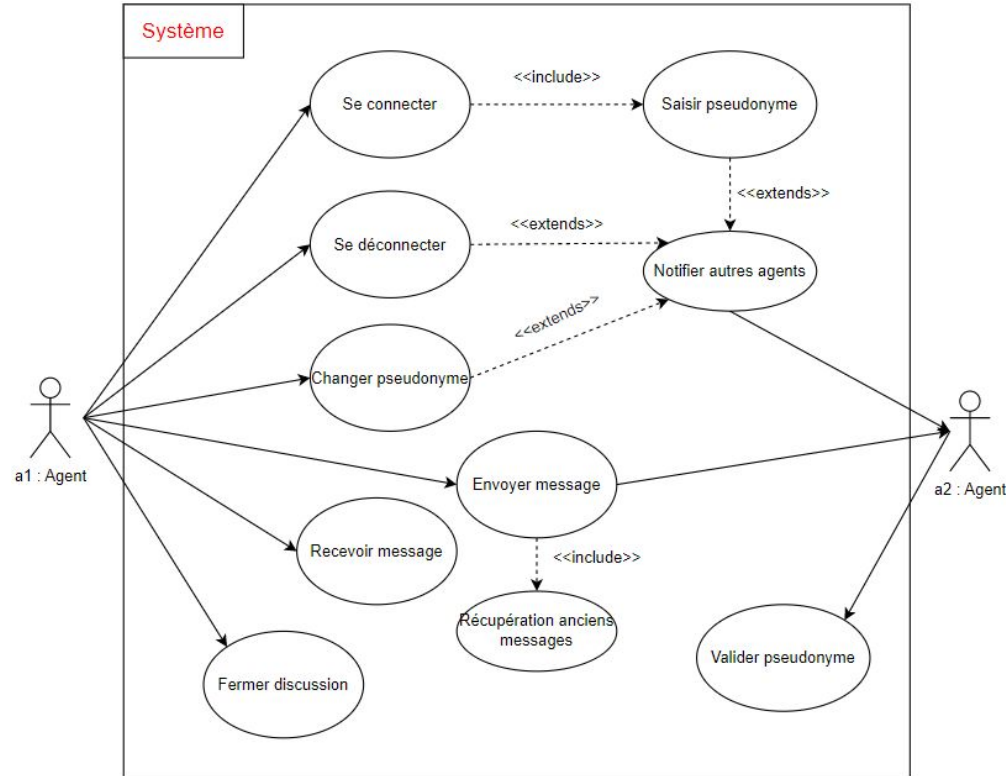 Système
Se connecter
<<include>>
Saisir pseudonyme
<<extends>>
Se déconnecter
<<extends>>
Notifier autres agents
<<extends>>
Changer pseudonyme
a1 : Agent
Envoyer message
a2 : Agent
Recevoir message
<<include>>
Récupération anciens
messages
Fermer discussion
Valider pseudonyme